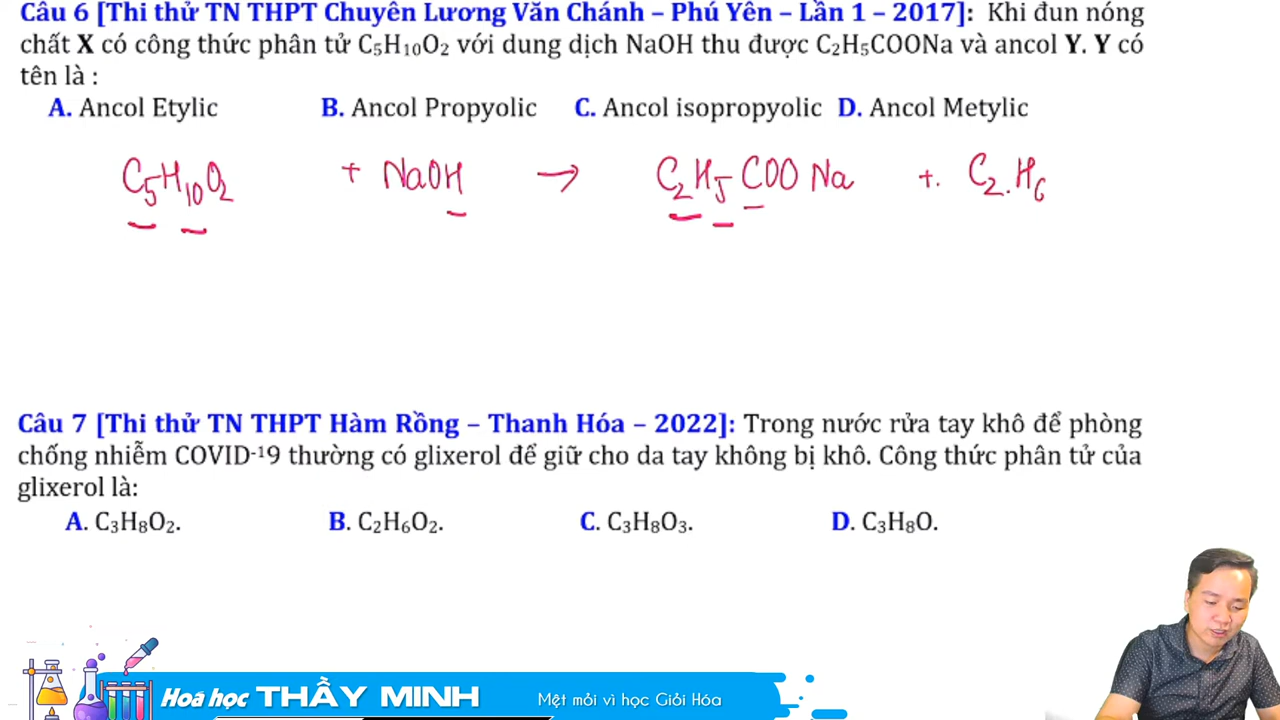 Câu 6 [Thi thử TN THPT Chuyên Lương Văn Chánh – Phú Yên – Lần 1 – 2017]: Khi đun nóng
chất X có công thức phân tử C₅H₁₀O₂ với dung dịch NaOH thu được C₂H₅COONa và ancol Y. Y có
tên là :
A. Ancol Etylic B. Ancol Propyolic C. Ancol isopropyolic D. Ancol Metylic
C₅H₁₀O₂ + NaOH → C₂H₅COONa + C₂.H₆
Câu 7 [Thi thử TN THPT Hàm Rồng – Thanh Hóa – 2022]: Trong nước rửa tay khô để phòng
chống nhiễm COVID-19 thường có glixerol để giữ cho da tay không bị khô. Công thức phân tử của
glixerol là:
A. C₃H₈O₂. B. C₂H₆O₂. C. C₃H₈O₃. D. C₃H₈O.
Hoá học THẦY MINH Mệt mỏi vì học Giỏi Hóa